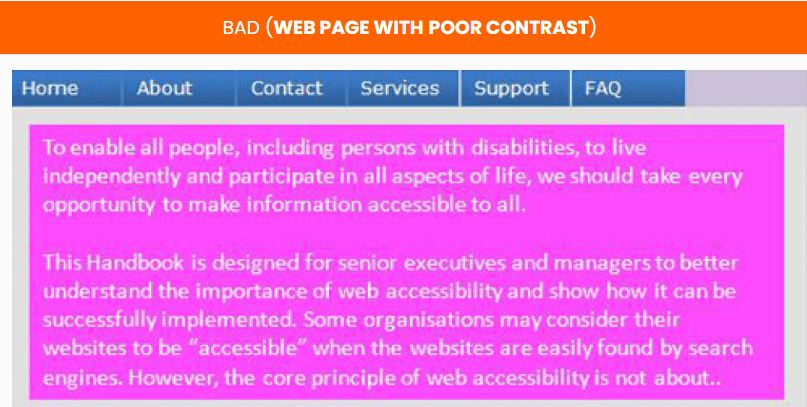 BAD (WEB PAGE WITH POOR CONTRAST)
Home About Contact Services Support FAQ
To enable all people, including persons with disabilities, to live
independently and participate in all aspects of life, we should take every
opportunity to make information accessible to all.
This Handbook is designed for senior executives and managers to better
understand the importance of web accessibility and show how it can be
successfully implemented. Some organisations may consider their
websites to be “accessible” when the websites are easily found by search
engines. However, the core principle of web accessibility is not about..